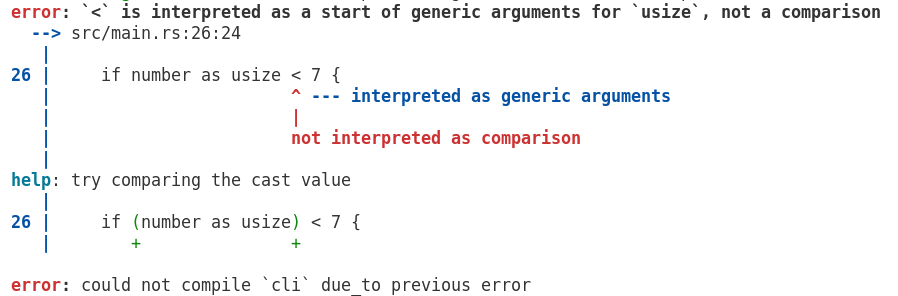 error: `<` is interpreted as a start of generic arguments for `usize`, not a comparison
  --> src/main.rs:26:24
   |
26 |     if number as usize < 7 {
   |                        ^ --- interpreted as generic arguments
   |                        |
   |                        not interpreted as comparison
   |
help: try comparing the cast value
   |
26 |     if (number as usize) < 7 {
   |        +               +

error: could not compile `cli` due_to previous error